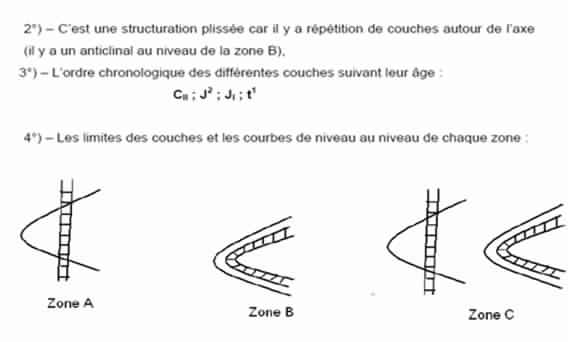 2°) – C'est une structuration plissée car il y a répétition de couches autour de l'axe
(il y a un anticlinal au niveau de la zone B),
3°) – L'ordre chronologique des différentes couches suivant leur âge :
C_II ; J² ; J_I ; t¹
4°) – Les limites des couches et les courbes de niveau au niveau de chaque zone :
Zone A
Zone B
Zone C